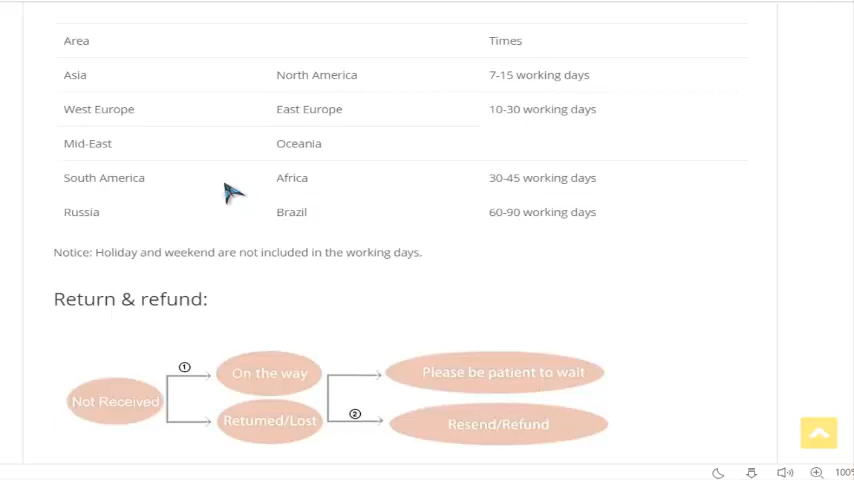 Area Times
Asia North America 7-15 working days
West Europe East Europe 10-30 working days
Mid-East Oceania
South America Africa 30-45 working days
Russia Brazil 60-90 working days
Notice: Holiday and weekend are not included in the working days.
Return & refund:
① On the way Please be patient to wait
Not Received
Retumed/Lost ② Resend/Refund
100%